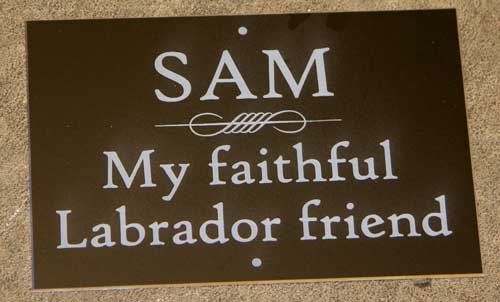 SAM
My faithful
Labrador friend